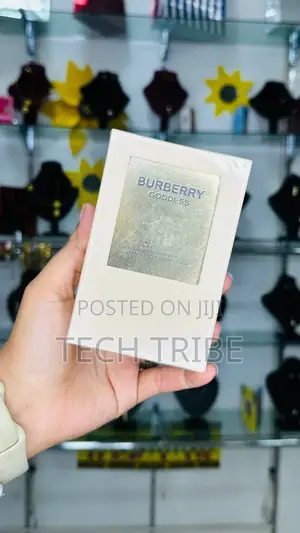 BURBERRY
GODDESS
POSTED ON JIJI
TECH TRIBE